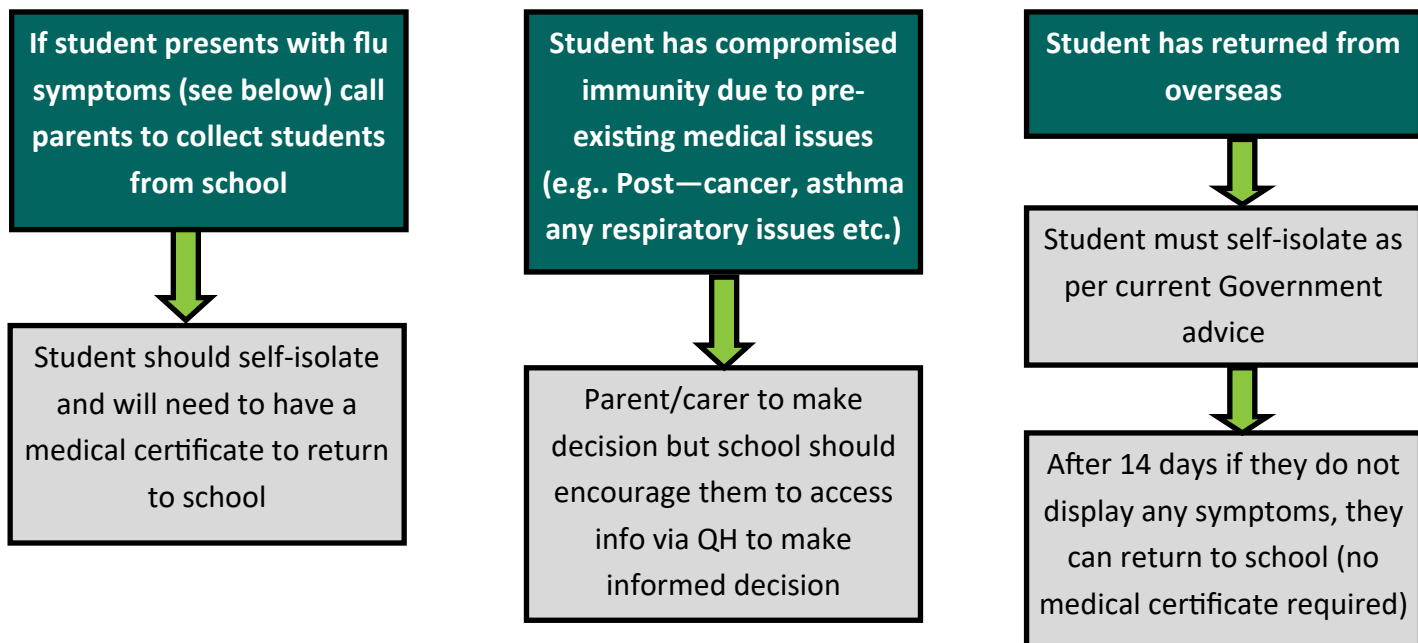 If student presents with flu
symptoms (see below) call
parents to collect students
from school
Student should self-isolate
and will need to have a
medical certificate to return
to school
Student has compromised
immunity due to pre-
existing medical issues
(e.g.. Post—cancer, asthma
any respiratory issues etc.)
Parent/carer to make
decision but school should
encourage them to access
info via QH to make
informed decision
Student has returned from
overseas
Student must self-isolate as
per current Government
advice
After 14 days if they do not
display any symptoms, they
can return to school (no
medical certificate required)